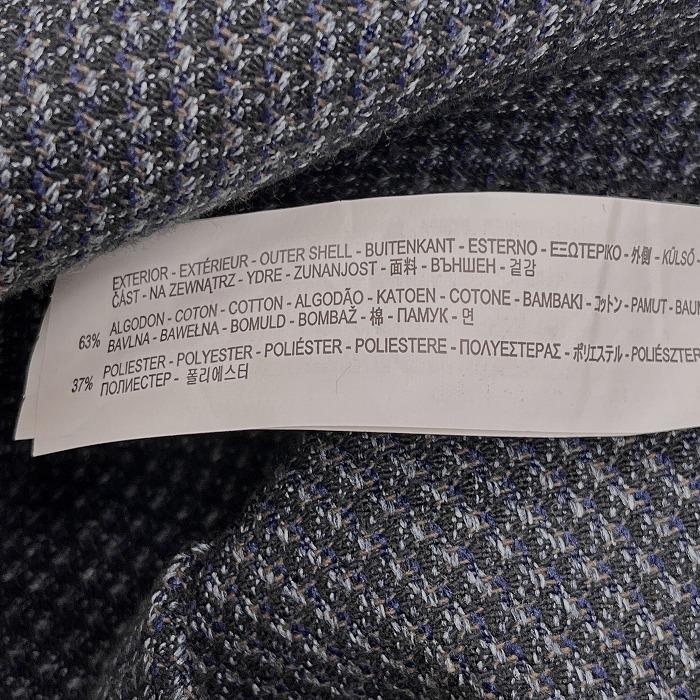 EXTERIOR - EXTÉRIEUR - OUTER SHELL - BUITENKANT - ESTERNO - ΕΞΩΤΕΡΙΚΟ - 外側 - KÜLSÓ -
ČÁST - NA ZEWNĄTRZ - YDRE - ZUNANJOST - 面料 - ВЪНШЕН - 겉감
63% ALGODON - COTON - COTTON - ALGODÃO - KATOEN - COTONE - BAMBAKI - コットン - PAMUT - BAUM
BAVLNA - BAWEŁNA - BOMULD - BOMBAŽ - 棉 - ПАМУК - 면
37% POLIESTER - POLYESTER - POLIÉSTER - POLIESTERE - ΠΟΛΥΕΣΤΕΡΑΣ - ポリエステル - POLIÉSZTER
ПОЛИЕСТЕР - 폴리에스터